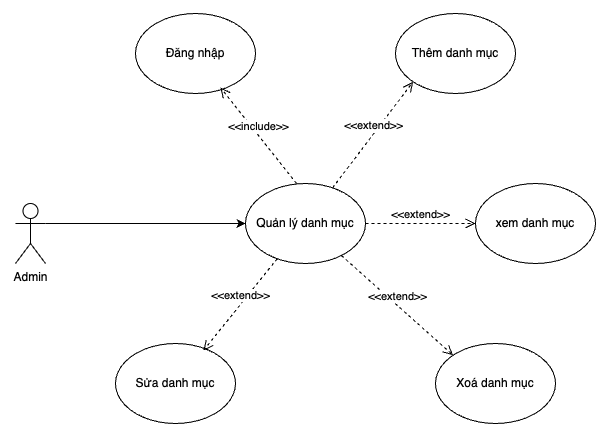 Đăng nhập
Thêm danh mục
<<include>>
<<extend>>
Quản lý danh mục
<<extend>>
xem danh mục
Admin
<<extend>>
<<extend>>
Sửa danh mục
Xoá danh mục